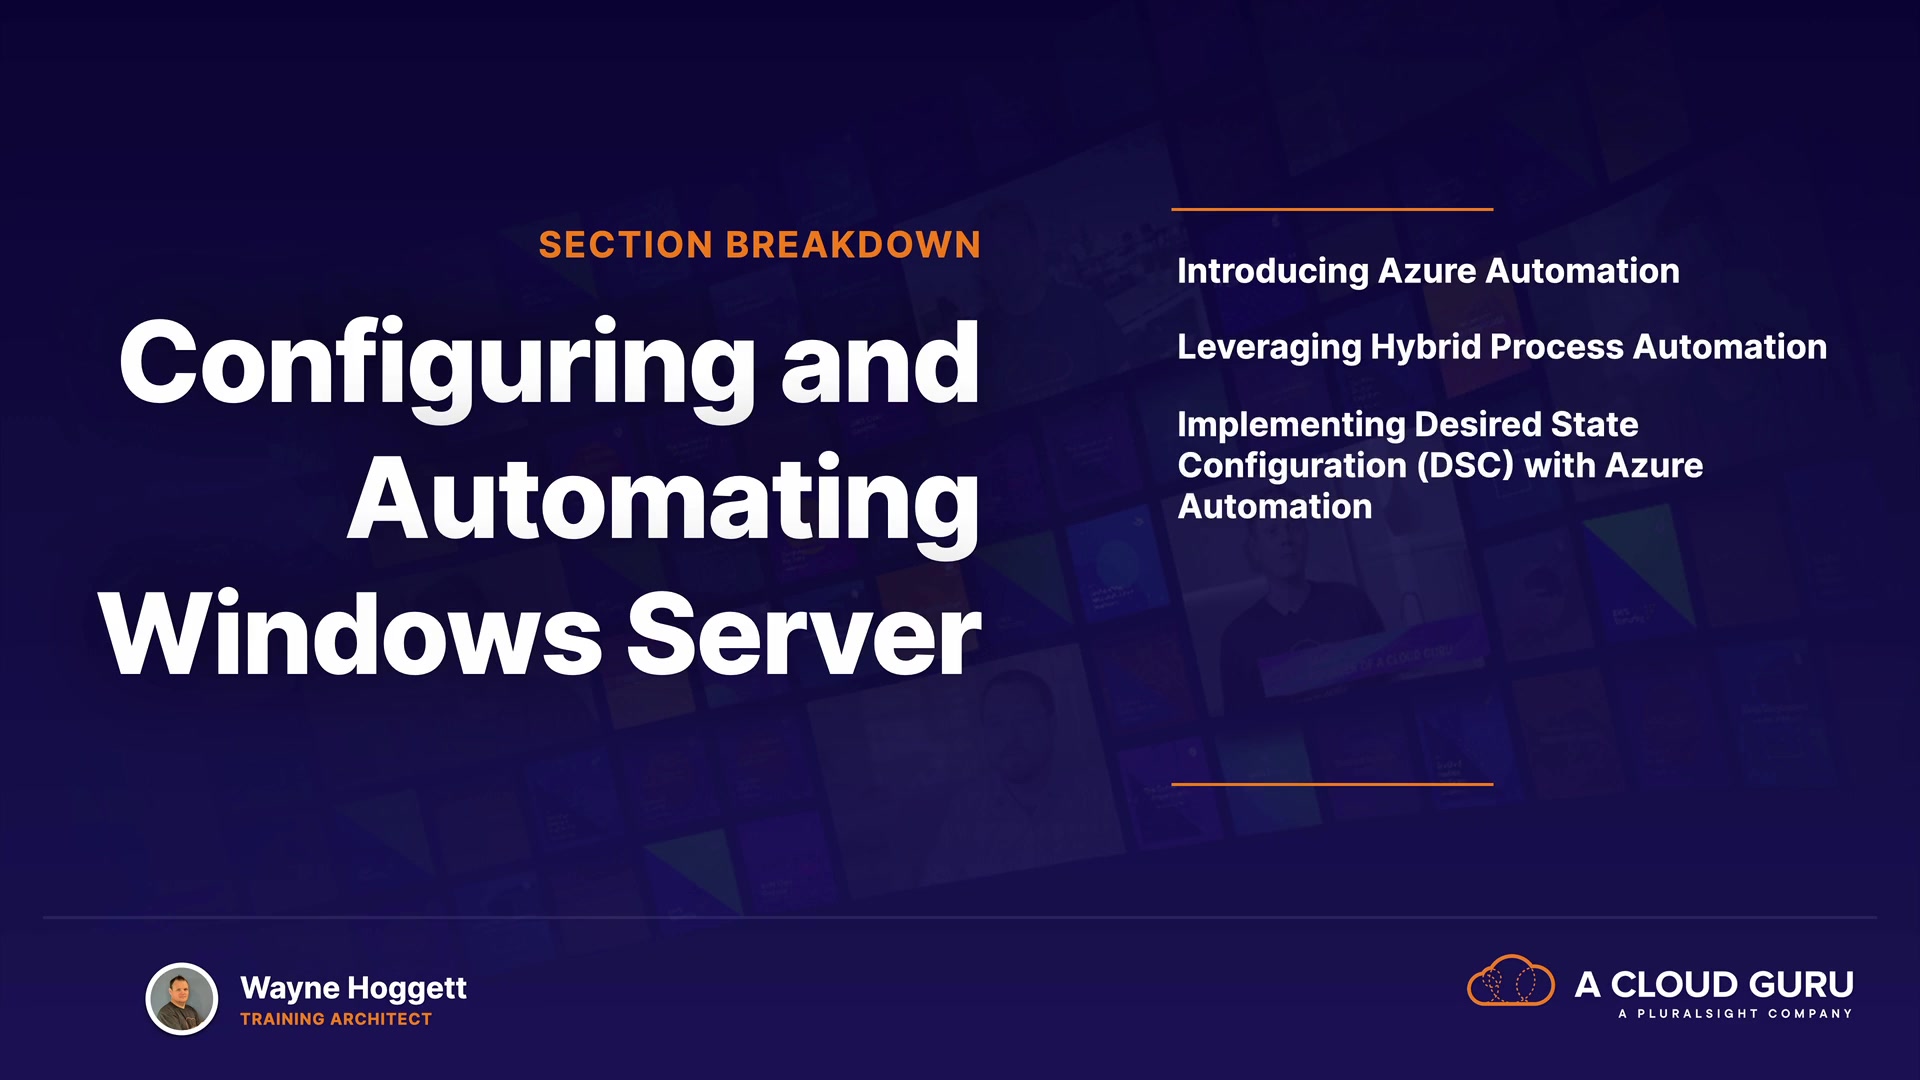 SECTION BREAKDOWN
Configuring and
Automating
Windows Server
Introducing Azure Automation
Leveraging Hybrid Process Automation
Implementing Desired State
Configuration (DSC) with Azure
Automation
Wayne Hoggett
TRAINING ARCHITECT
A CLOUD GURU
A PLURALSIGHT COMPANY